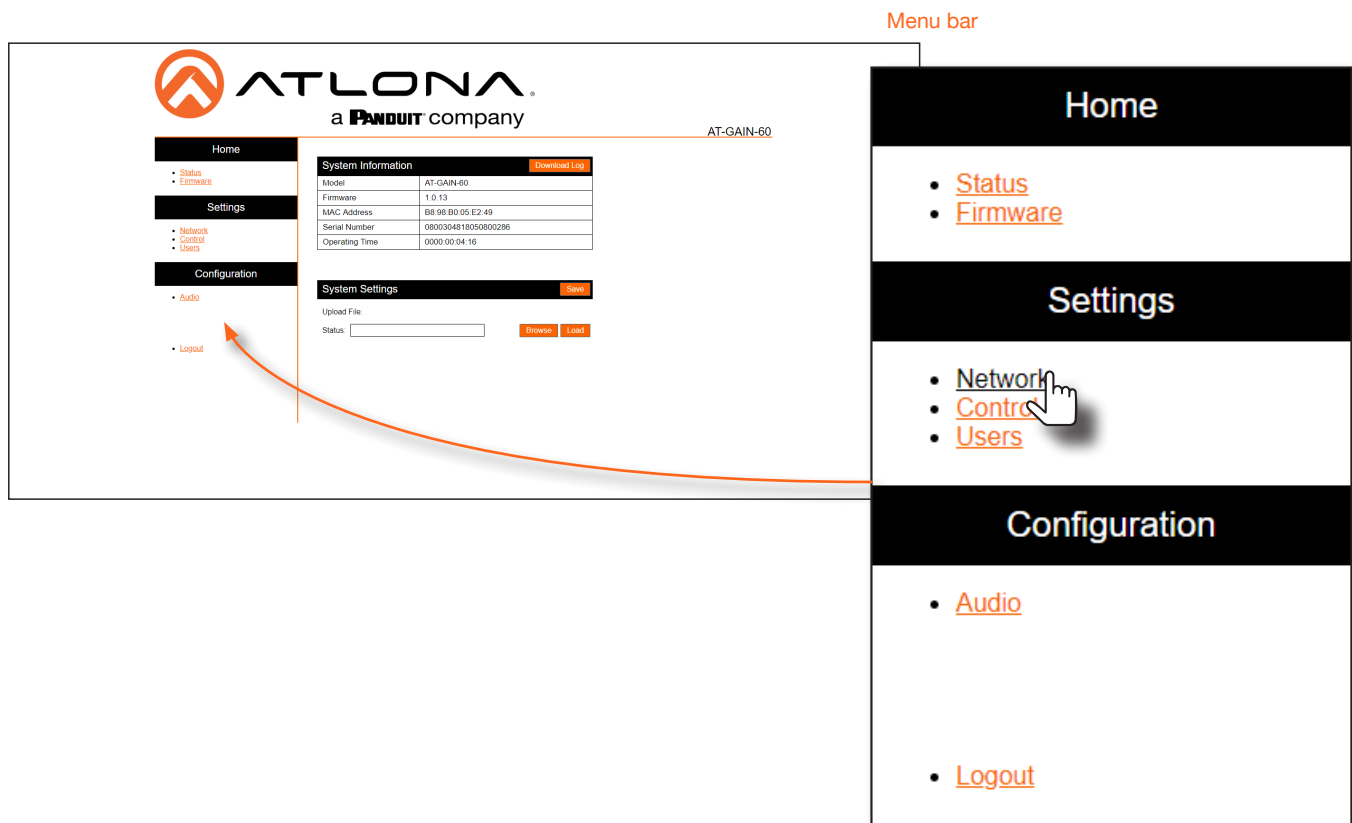 Menu bar
ATLONA.
a PANDUIT company
AT-GAIN-60
Home
Status
Firmware
Settings
Network
Control
Users
Configuration
Audio
Logout
System Information Download Log
Model AT-GAIN-60
Firmware 1.0.13
MAC Address B8:98:B0:05:E2:49
Serial Number 0800304818050800286
Operating Time 0000:00:04:16
System Settings Save
Upload File:
Status: Browse Load
Home
Status
Firmware
Settings
Network
Control
Users
Configuration
Audio
Logout